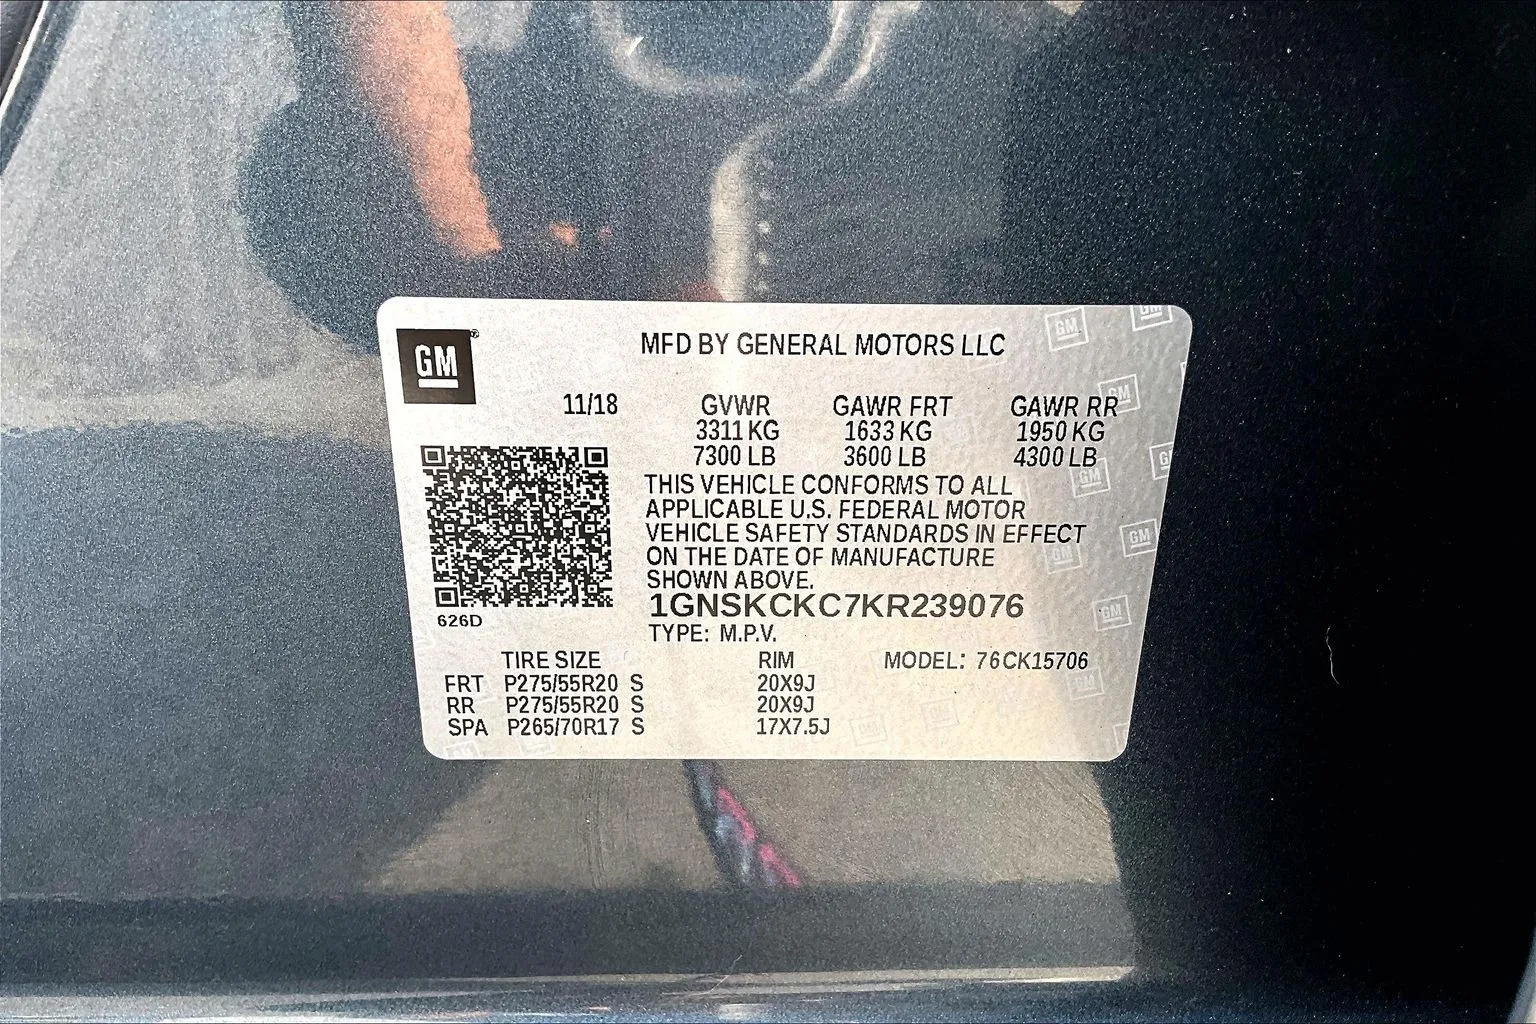 GM
MFD BY GENERAL MOTORS LLC
11/18 GVWR GAWR FRT GAWR RR
3311 KG 1633 KG 1950 KG
7300 LB 3600 LB 4300 LB
THIS VEHICLE CONFORMS TO ALL
APPLICABLE U.S. FEDERAL MOTOR
VEHICLE SAFETY STANDARDS IN EFFECT
ON THE DATE OF MANUFACTURE
SHOWN ABOVE.
1GNSKCKC7KR239076
626D
TYPE: M.P.V.
TIRE SIZE RIM MODEL: 76CK15706
FRT P275/55R20 S 20X9J
RR P275/55R20 S 20X9J
SPA P265/70R17 S 17X7.5J